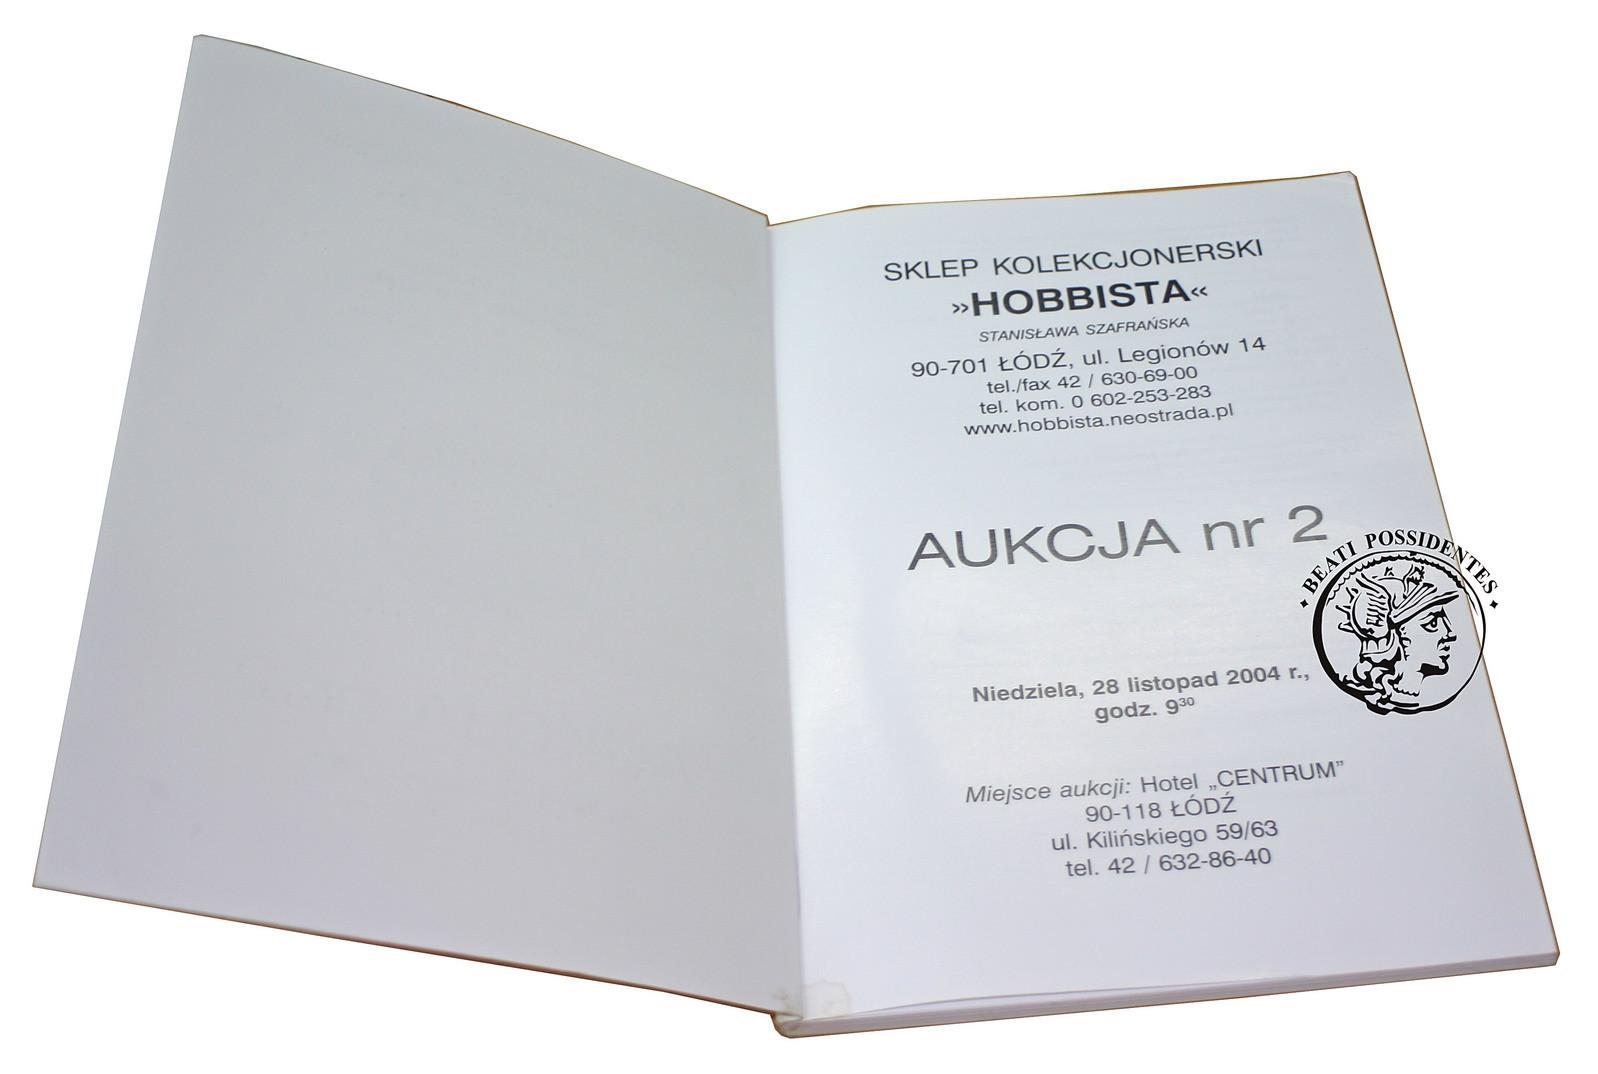 SKLEP KOLEKCJONERSKI
»HOBBISTA«
STANISŁAWA SZAFRAŃSKA
90-701 ŁÓDŹ, ul. Legionów 14
tel./fax 42 / 630-69-00
tel. kom. 0 602-253-283
www.hobbista.neostrada.pl
AUKCJA nr 2
BEATI POSSIDENTES
Niedziela, 28 listopad 2004 r.,
godz. 9³⁰
Miejsce aukcji: Hotel „CENTRUM”
90-118 ŁÓDŹ
ul. Kilińskiego 59/63
tel. 42 / 632-86-40